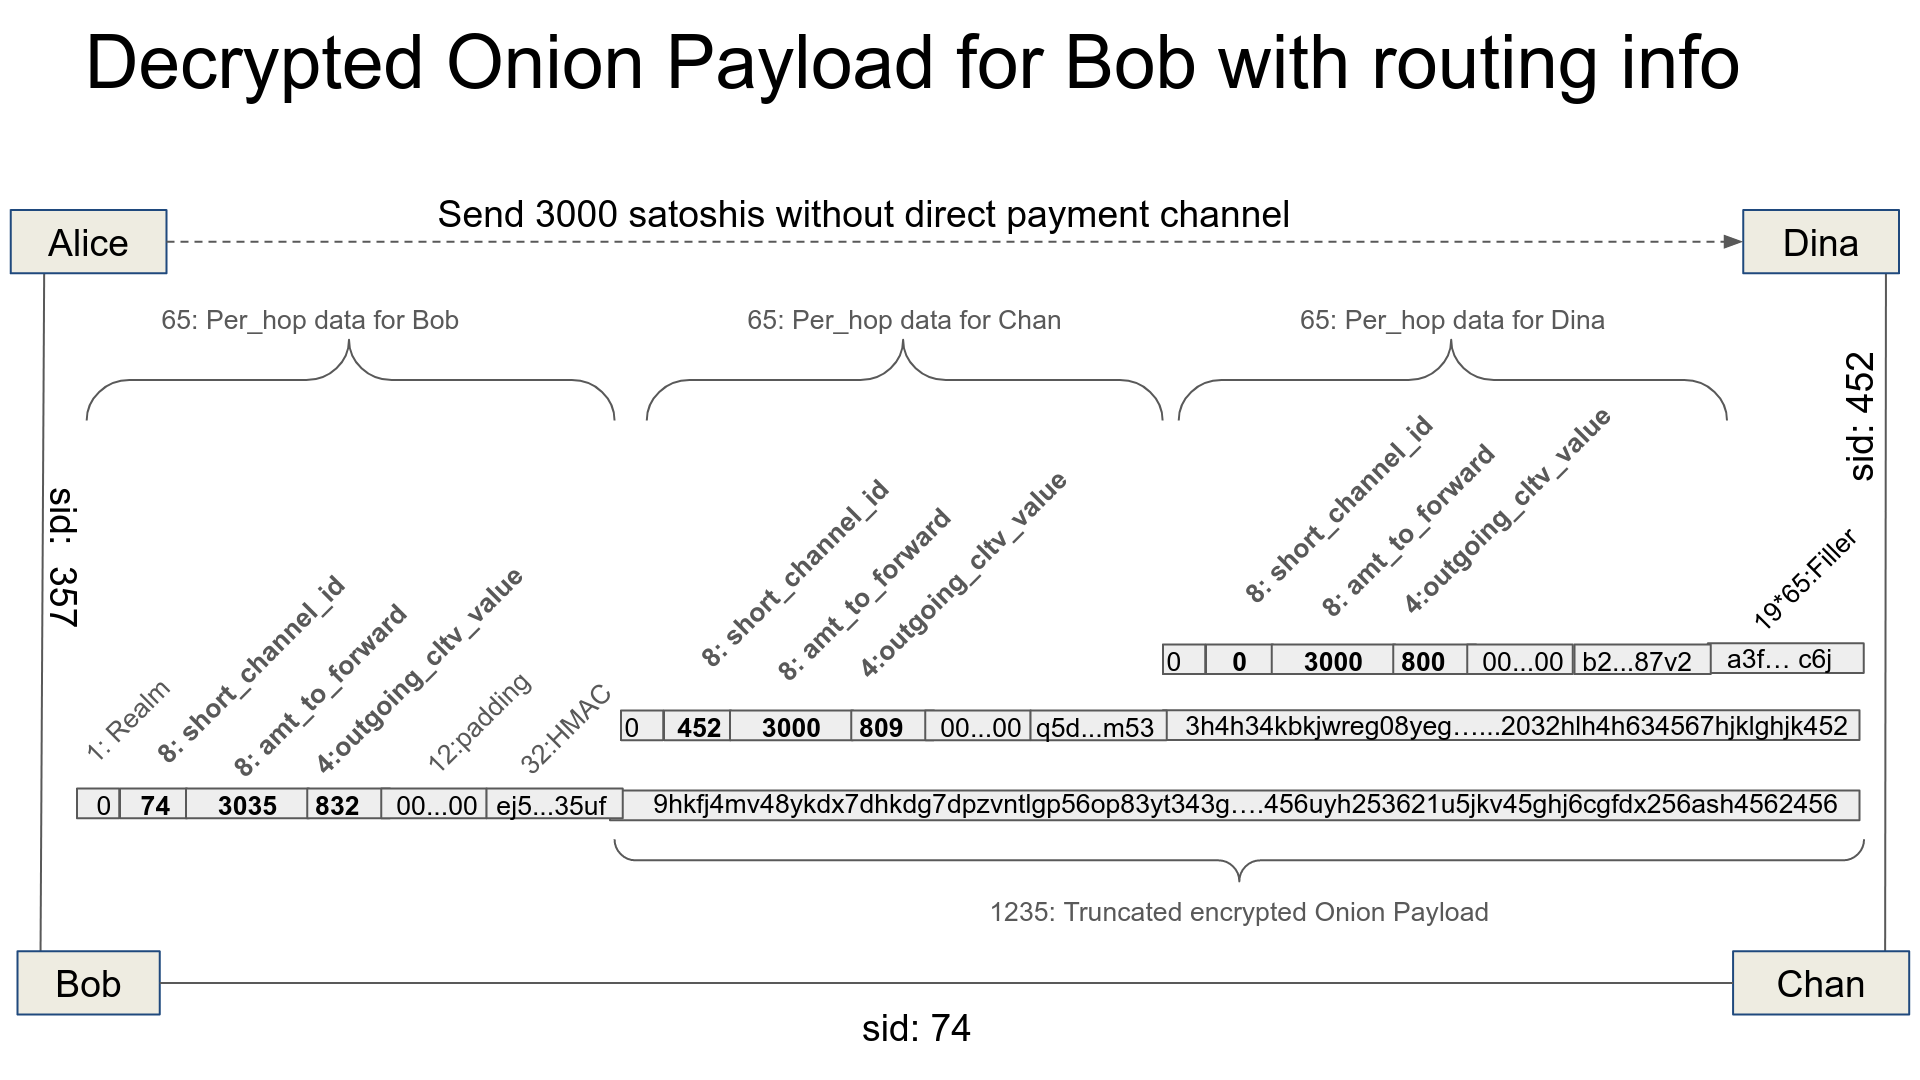 Decrypted Onion Payload for Bob with routing info
Send 3000 satoshis without direct payment channel
Alice
Dina
65: Per_hop data for Bob
65: Per_hop data for Chan
65: Per_hop data for Dina
sid: 357
sid: 452
8: short_channel_id
8: amt_to_forward
4:outgoing_cltv_value
19*65:Filler
0 0 3000 800 00...00 b2...87v2 a3f... c6j
8: short_channel_id
8: amt_to_forward
4:outgoing_cltv_value
0 452 3000 809 00...00 q5d...m53 3h4h34kbkjwreg08yeg…...2032hlh4h634567hjklghjk452
1: Realm
8: short_channel_id
8: amt_to_forward
4:outgoing_cltv_value
12:padding
32:HMAC
0 74 3035 832 00...00 ej5...35uf 9hkfj4mv48ykdx7dhkdg7dpzvntlgp56op83yt343g….456uyh253621u5jkv45ghj6cgfdx256ash4562456
1235: Truncated encrypted Onion Payload
Bob
Chan
sid: 74